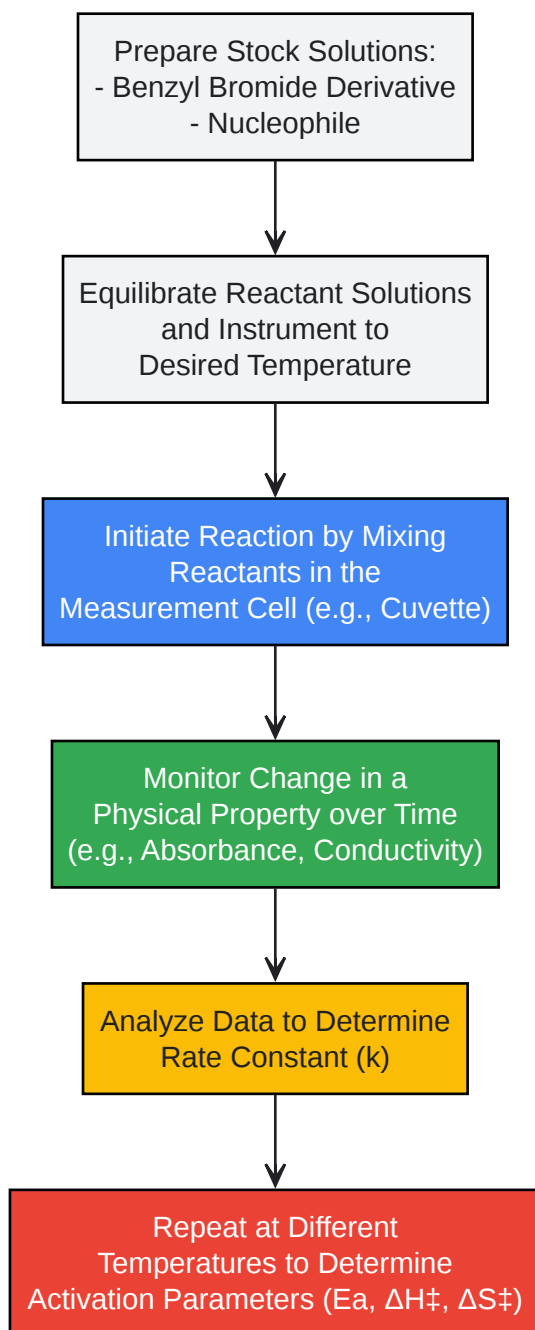 Prepare Stock Solutions:
- Benzyl Bromide Derivative
- Nucleophile
Equilibrate Reactant Solutions
and Instrument to
Desired Temperature
Initiate Reaction by Mixing
Reactants in the
Measurement Cell (e.g., Cuvette)
Monitor Change in a
Physical Property over Time
(e.g., Absorbance, Conductivity)
Analyze Data to Determine
Rate Constant (k)
Repeat at Different
Temperatures to Determine
Activation Parameters (Ea, ΔH‡, ΔS‡)